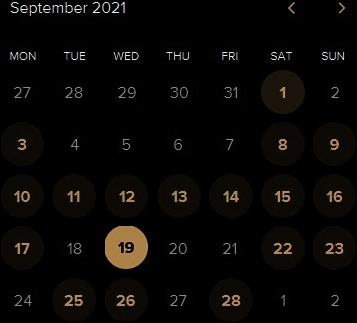 September 2021 < >
MON TUE WED THU FRI SAT SUN
27 28 29 30 31 1 2
3 4 5 6 7 8 9
10 11 12 13 14 15 16
17 18 19 20 21 22 23
24 25 26 27 28 1 2